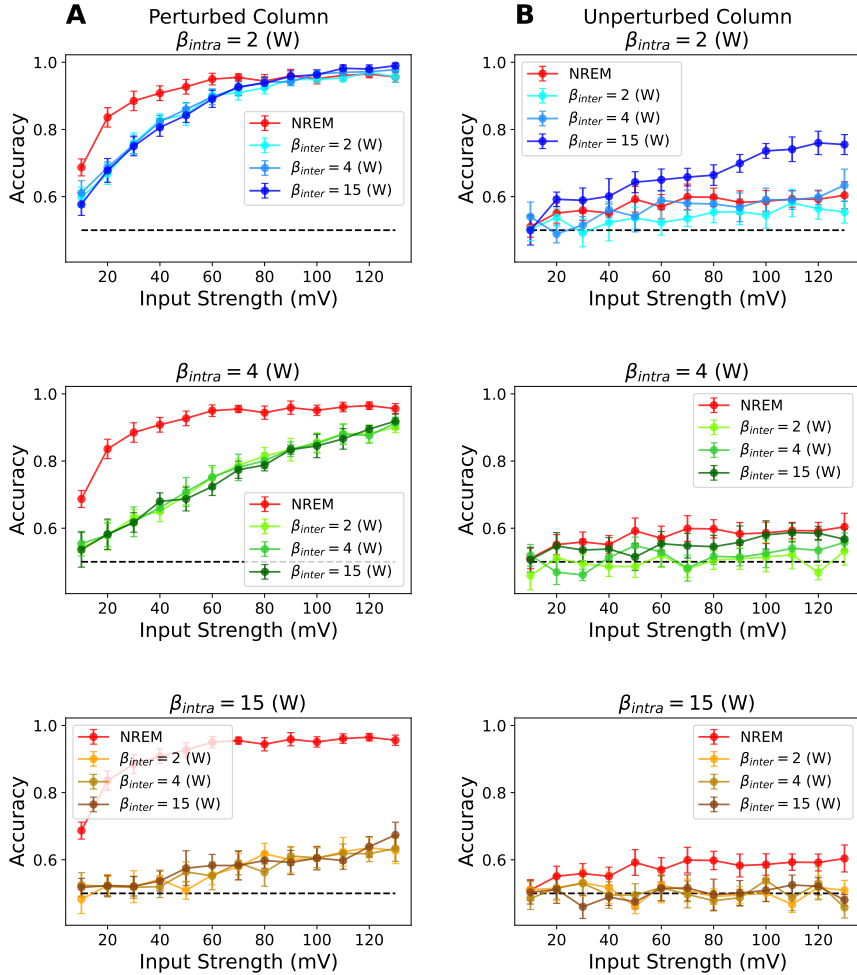 A
Perturbed Column
β_intra = 2 (W)
Accuracy
1.0
0.8
0.6
NREM
β_inter = 2 (W)
β_inter = 4 (W)
β_inter = 15 (W)
20 40 60 80 100 120
Input Strength (mV)
B
Unperturbed Column
β_intra = 2 (W)
Accuracy
1.0
0.8
0.6
NREM
β_inter = 2 (W)
β_inter = 4 (W)
β_inter = 15 (W)
20 40 60 80 100 120
Input Strength (mV)
β_intra = 4 (W)
Accuracy
1.0
0.8
0.6
NREM
β_inter = 2 (W)
β_inter = 4 (W)
β_inter = 15 (W)
20 40 60 80 100 120
Input Strength (mV)
β_intra = 4 (W)
Accuracy
1.0
0.8
0.6
NREM
β_inter = 2 (W)
β_inter = 4 (W)
β_inter = 15 (W)
20 40 60 80 100 120
Input Strength (mV)
β_intra = 15 (W)
Accuracy
1.0
0.8
0.6
NREM
β_inter = 2 (W)
β_inter = 4 (W)
β_inter = 15 (W)
20 40 60 80 100 120
Input Strength (mV)
β_intra = 15 (W)
Accuracy
1.0
0.8
0.6
NREM
β_inter = 2 (W)
β_inter = 4 (W)
β_inter = 15 (W)
20 40 60 80 100 120
Input Strength (mV)